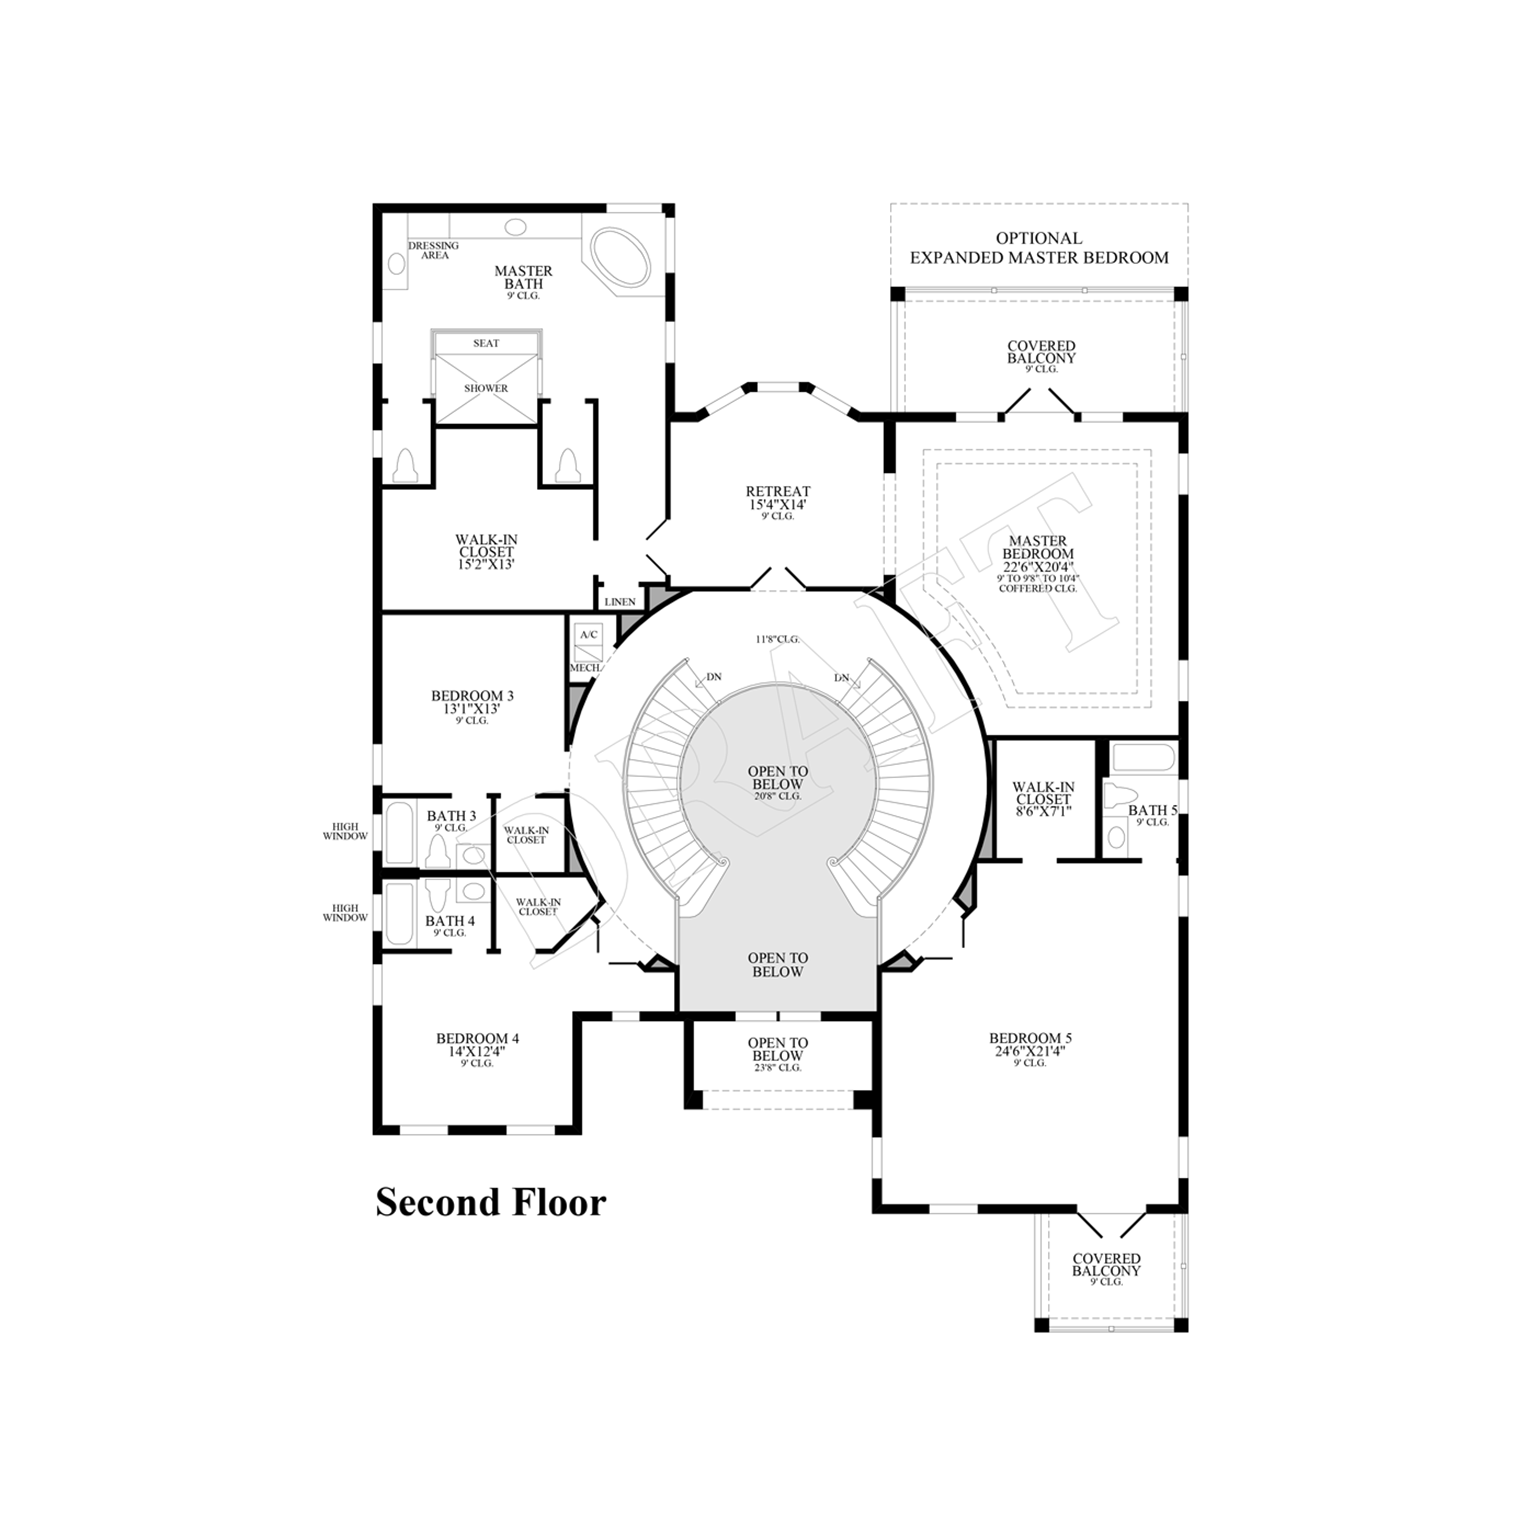 OPTIONAL
EXPANDED MASTER BEDROOM
DRESSING
AREA
MASTER
BATH
9' CLG.
SEAT
SHOWER
COVERED
BALCONY
9' CLG.
RETREAT
15'4"X14'
9' CLG.
WALK-IN
CLOSET
15'2"X13'
MASTER
BEDROOM
22'6"X20'4"
9' TO 9'8" TO 10'4"
COFFERED CLG.
LINEN
A/C
MECH.
11'8"CLG.
DN
DN
BEDROOM 3
13'1"X13'
9' CLG.
OPEN TO
BELOW
20'8" CLG.
WALK-IN
CLOSET
8'6"X7'1"
BATH 5
9' CLG.
HIGH
WINDOW
BATH 3
9' CLG.
WALK-IN
CLOSET
HIGH
WINDOW
BATH 4
9' CLG.
WALK-IN
CLOSET
OPEN TO
BELOW
BEDROOM 4
14'X12'4"
9' CLG.
OPEN TO
BELOW
23'8" CLG.
BEDROOM 5
24'6"X21'4"
9' CLG.
Second Floor
COVERED
BALCONY
9' CLG.
DRAFT